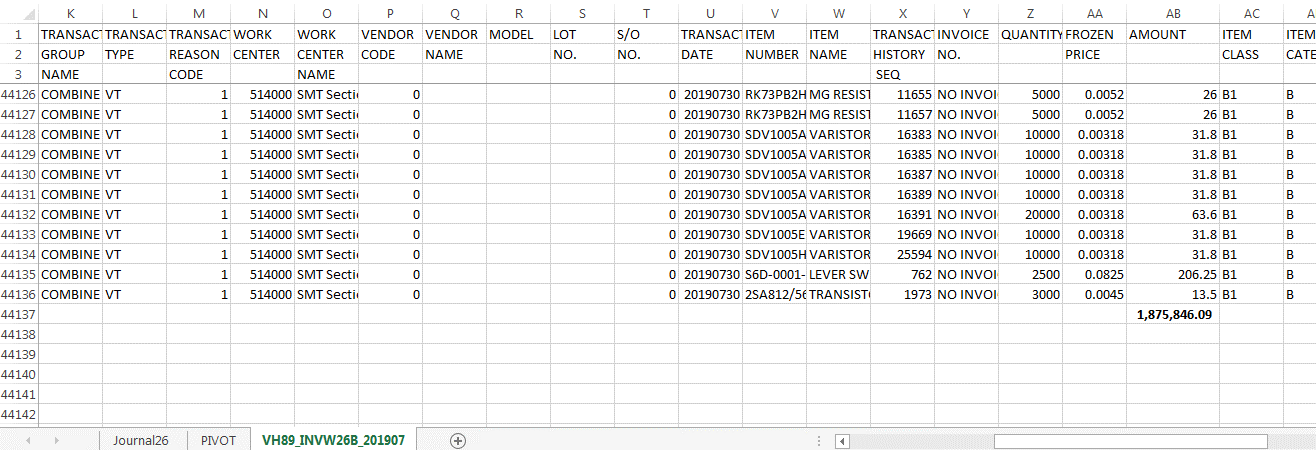 K L M N O P Q R S T U V W X Y Z AA AB AC A
1 TRANSACT TRANSACT TRANSACT WORK WORK VENDOR VENDOR MODEL LOT S/O TRANSACT ITEM ITEM TRANSACT INVOICE QUANTITY FROZEN AMOUNT ITEM ITEM
2 GROUP TYPE REASON CENTER CENTER CODE NAME NO. NO. DATE NUMBER NAME HISTORY NO. PRICE CLASS CATE
3 NAME CODE NAME SEQ
44126 COMBINE VT 1 514000 SMT Secti 0 0 20190730 RK73PB2H MG RESIST 11655 NO INVOI 5000 0.0052 26 B1 B
44127 COMBINE VT 1 514000 SMT Secti 0 0 20190730 RK73PB2H MG RESIST 11657 NO INVOI 5000 0.0052 26 B1 B
44128 COMBINE VT 1 514000 SMT Secti 0 0 20190730 SDV1005A VARISTOR 16383 NO INVOI 10000 0.00318 31.8 B1 B
44129 COMBINE VT 1 514000 SMT Secti 0 0 20190730 SDV1005A VARISTOR 16385 NO INVOI 10000 0.00318 31.8 B1 B
44130 COMBINE VT 1 514000 SMT Secti 0 0 20190730 SDV1005A VARISTOR 16387 NO INVOI 10000 0.00318 31.8 B1 B
44131 COMBINE VT 1 514000 SMT Secti 0 0 20190730 SDV1005A VARISTOR 16389 NO INVOI 10000 0.00318 31.8 B1 B
44132 COMBINE VT 1 514000 SMT Secti 0 0 20190730 SDV1005A VARISTOR 16391 NO INVOI 20000 0.00318 63.6 B1 B
44133 COMBINE VT 1 514000 SMT Secti 0 0 20190730 SDV1005E VARISTOR 19669 NO INVOI 10000 0.00318 31.8 B1 B
44134 COMBINE VT 1 514000 SMT Secti 0 0 20190730 SDV1005H VARISTOR 25594 NO INVOI 10000 0.00318 31.8 B1 B
44135 COMBINE VT 1 514000 SMT Secti 0 0 20190730 S6D-0001- LEVER SW 762 NO INVOI 2500 0.0825 206.25 B1 B
44136 COMBINE VT 1 514000 SMT Secti 0 0 20190730 2SA812/56 TRANSISTO 1973 NO INVOI 3000 0.0045 13.5 B1 B
44137 1,875,846.09
44138
44139
44140
44141
44142
Journal26 PIVOT VH89_INVW26B_201907